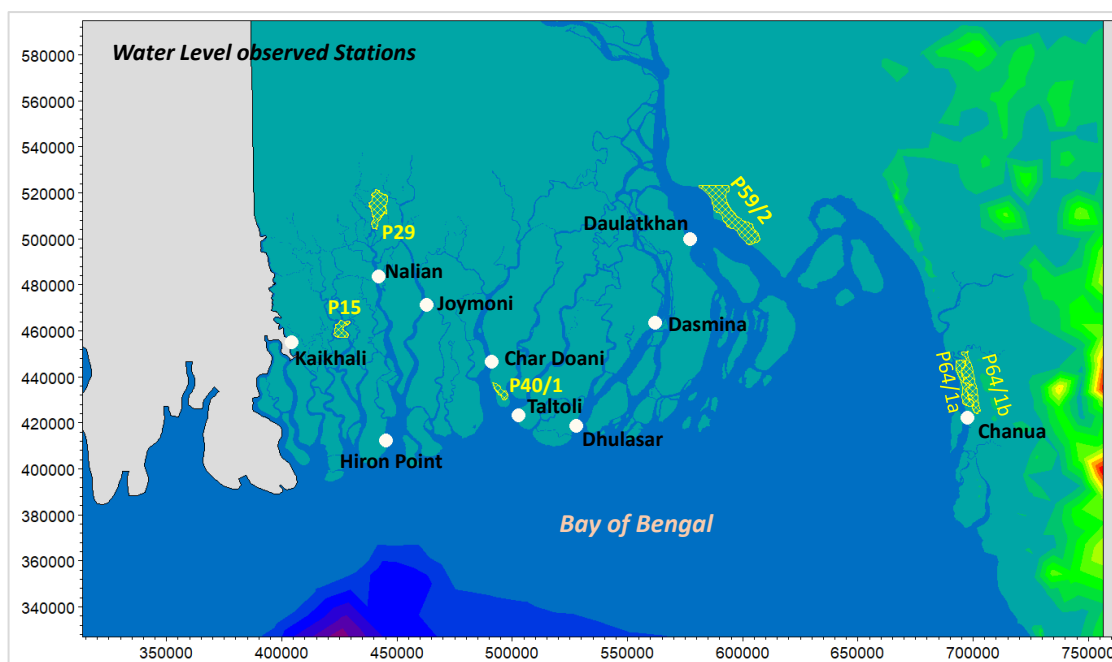 Water Level observed Stations
580000
560000
540000
520000
500000
480000
460000
440000
420000
400000
380000
360000
340000
P59/2
Daulatkhan
P29
Nalian
Joymoni
P15
Kaikhali
Dasmina
Char Doani
P40/1
Taltoli
Dhulasar
Hiron Point
P64/1a
P64/1b
Chanua
Bay of Bengal
350000 400000 450000 500000 550000 600000 650000 700000 750000